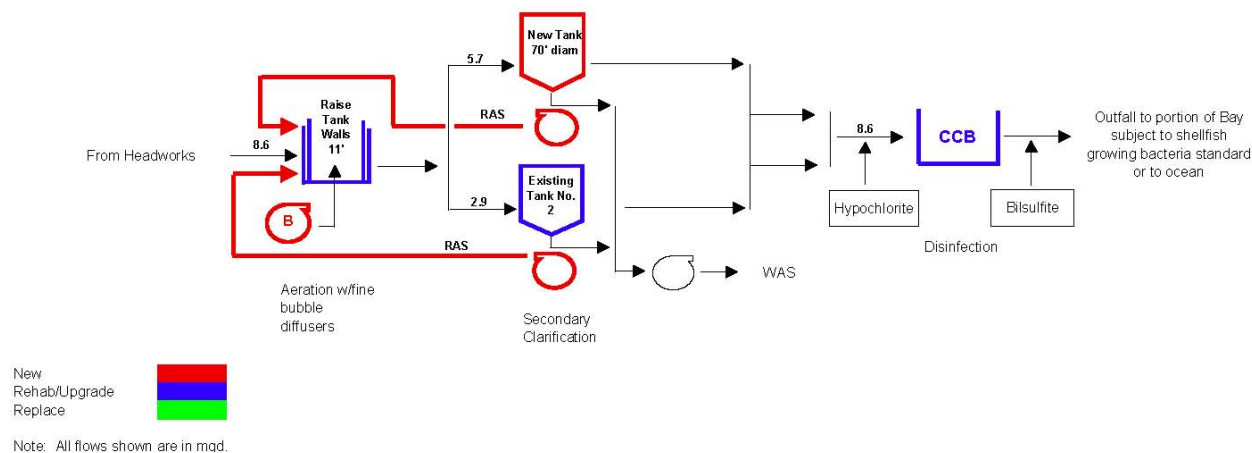 New Tank
70' diam
5.7
Raise
Tank
Walls
11'
RAS
From Headworks
8.6
8.6
CCB
Outfall to portion of Bay
subject to shellfish
growing bacteria standard
or to ocean
Existing
Tank No.
2
2.9
Hypochlorite
Bilsulfite
B
RAS
Disinfection
WAS
Aeration w/fine
bubble
diffusers
Secondary
Clarification
New
Rehab/Upgrade
Replace
Note: All flows shown are in mgd.